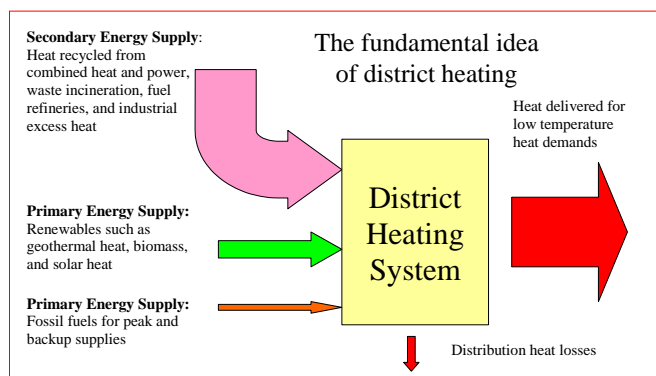 The fundamental idea
of district heating
Secondary Energy Supply:
Heat recycled from
combined heat and power,
waste incineration, fuel
refineries, and industrial
excess heat
Primary Energy Supply:
Renewables such as
geothermal heat, biomass,
and solar heat
Primary Energy Supply:
Fossil fuels for peak and
backup supplies
District
Heating
System
Heat delivered for
low temperature
heat demands
Distribution heat losses